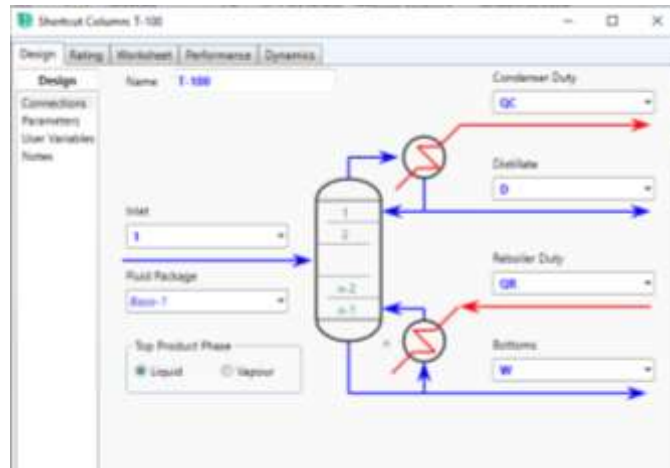 Shortcut Columns T-100
Design Rating Worksheet Performance Dynamics
Design
Connections
Parameters
User Variables
Notes
Name T-100
Condenser Duty
QC
Distillate
D
Inlet
1
Fluid Package
Basis-1
Top Product Phase
Liquid Vapour
1
2
n-2
n-1
n
Reboiler Duty
QR
Bottoms
W